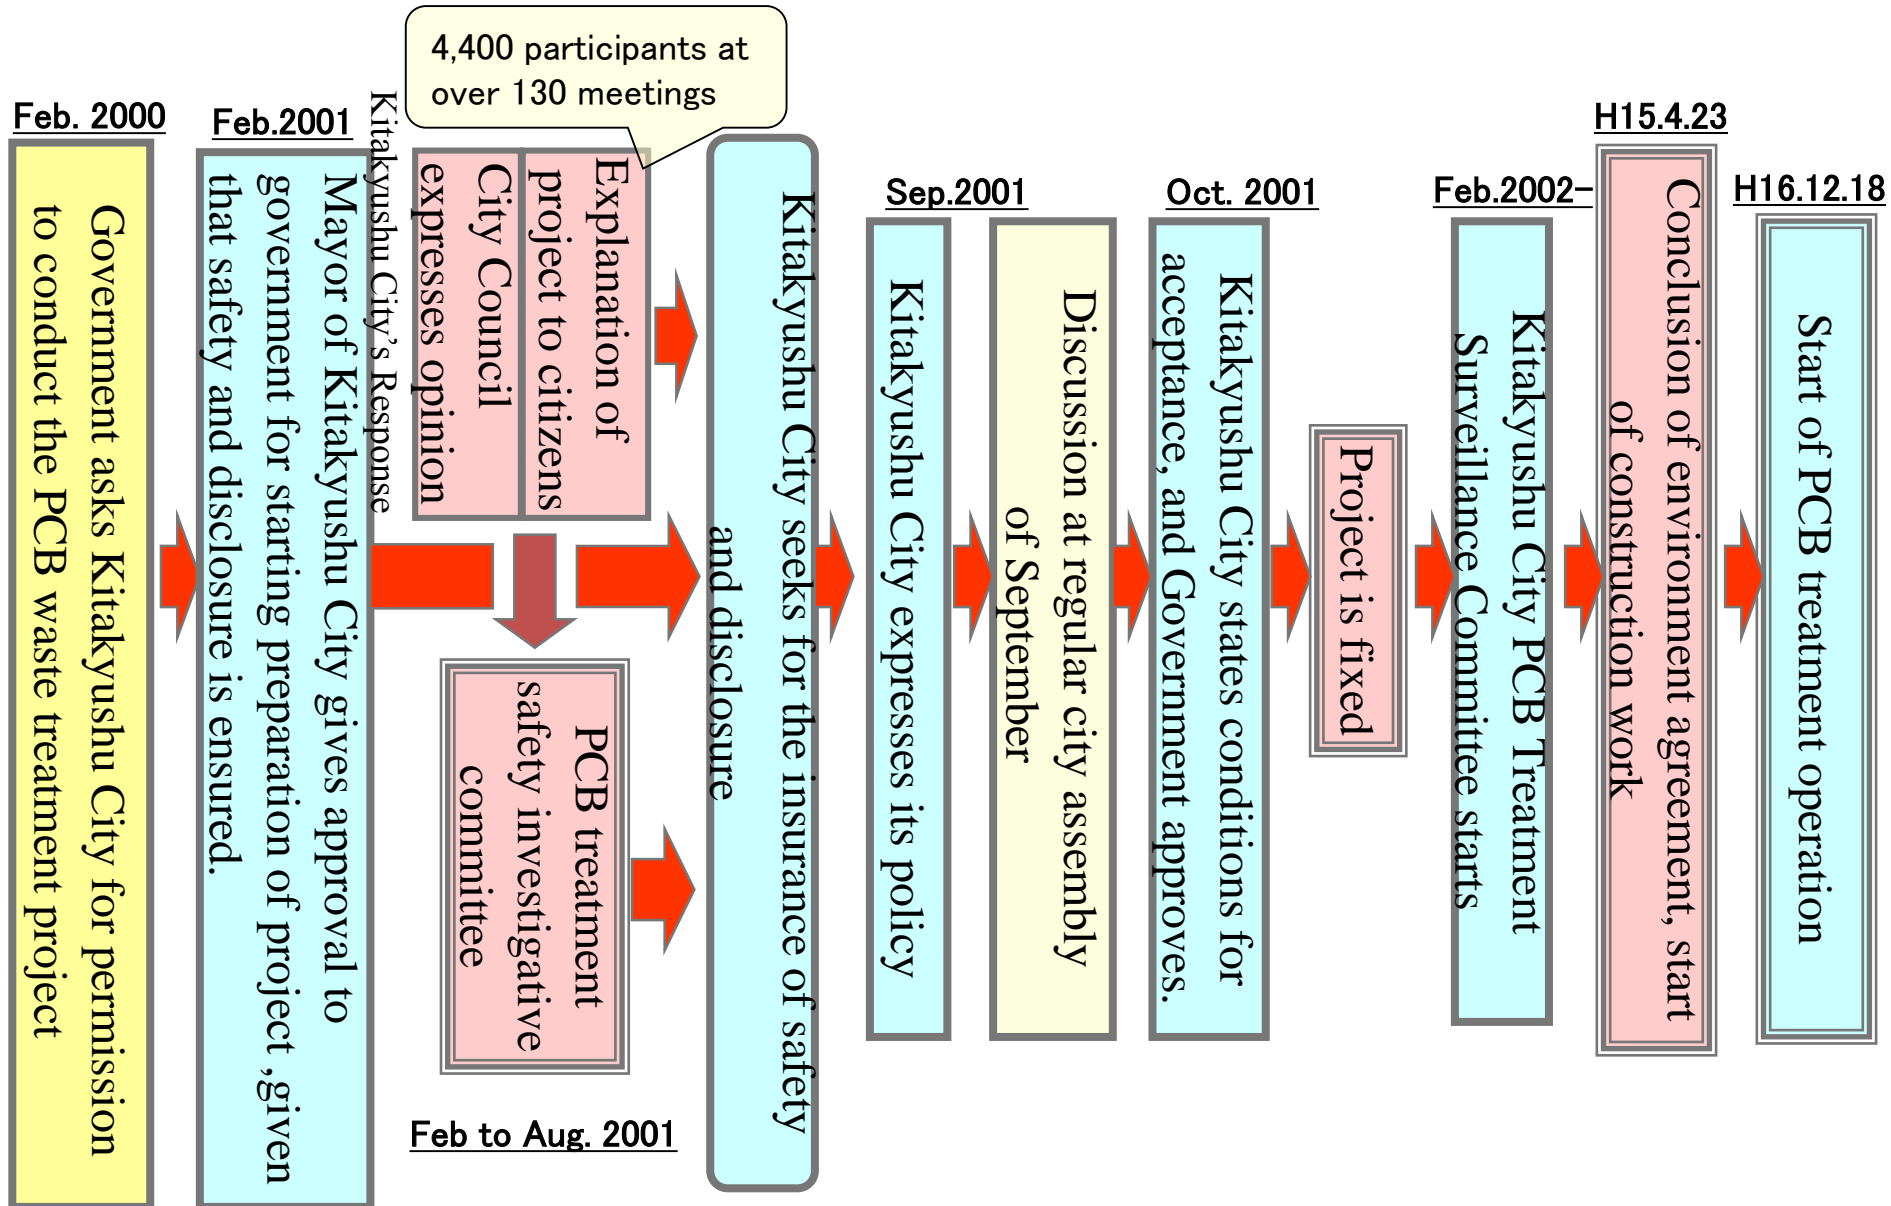 4,400 participants at
over 130 meetings
Feb. 2000
Government asks Kitakyushu City for permission
to conduct the PCB waste treatment project
Feb.2001
Mayor of Kitakyushu City gives approval to
government for starting preparation of project ,given
that safety and disclosure is ensured.
Kitakyushu City's Response
Explanation of
project to citizens
City Council
expresses opinion
PCB treatment
safety investigative
committee
Feb to Aug. 2001
Kitakyushu City seeks for the insurance of safety
and disclosure
Sep.2001
Kitakyushu City expresses its policy
Discussion at regular city assembly
of September
Oct. 2001
Kitakyushu City states conditions for
acceptance, and Government approves.
Project is fixed
Feb.2002-
Kitakyushu City PCB Treatment
Surveillance Committee starts
H15.4.23
Conclusion of environment agreement, start
of construction work
H16.12.18
Start of PCB treatment operation